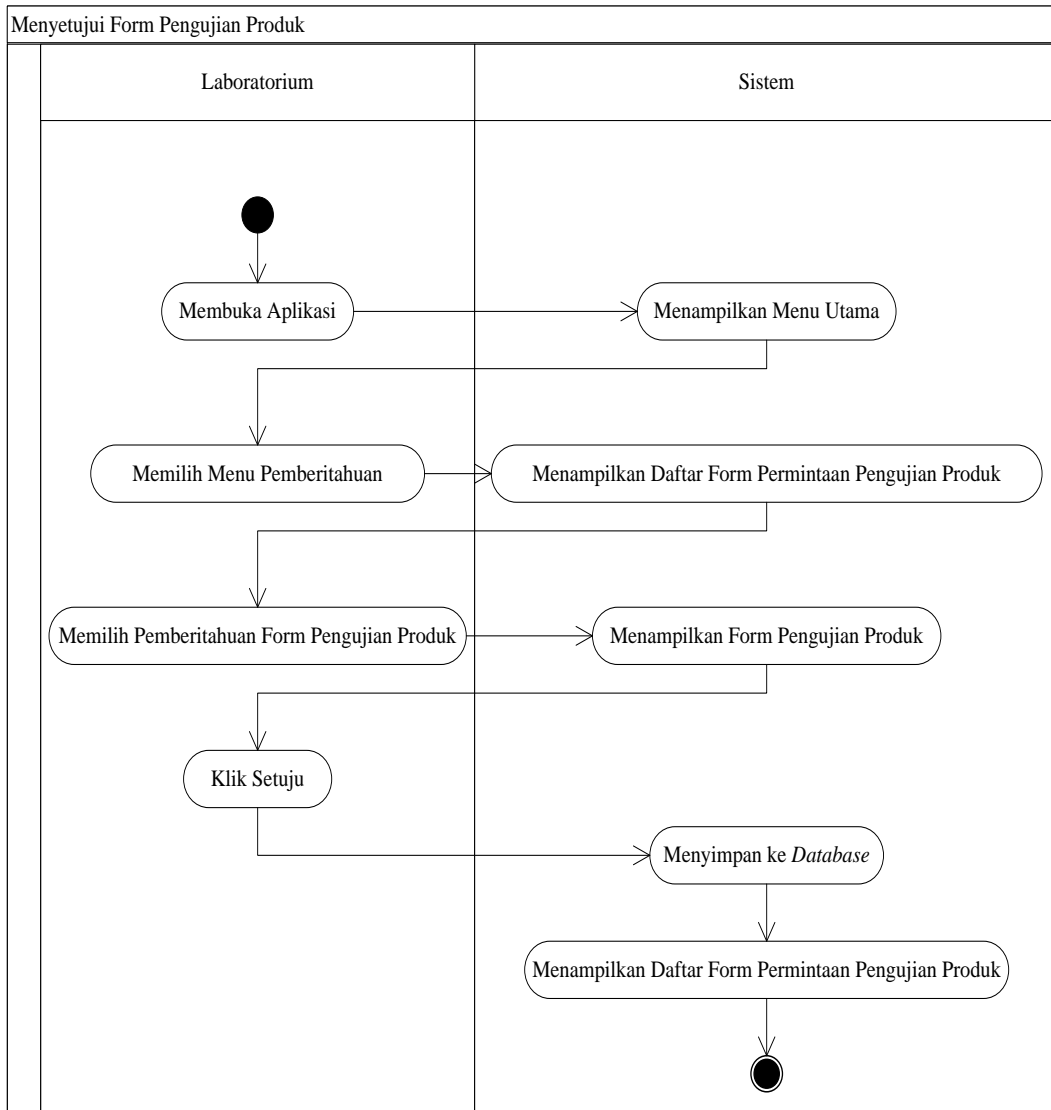 Menyetujui Form Pengujian Produk
Laboratorium
Sistem
Membuka Aplikasi
Menampilkan Menu Utama
Memilih Menu Pemberitahuan
Menampilkan Daftar Form Permintaan Pengujian Produk
Memilih Pemberitahuan Form Pengujian Produk
Menampilkan Form Pengujian Produk
Klik Setuju
Menyimpan ke Database
Menampilkan Daftar Form Permintaan Pengujian Produk